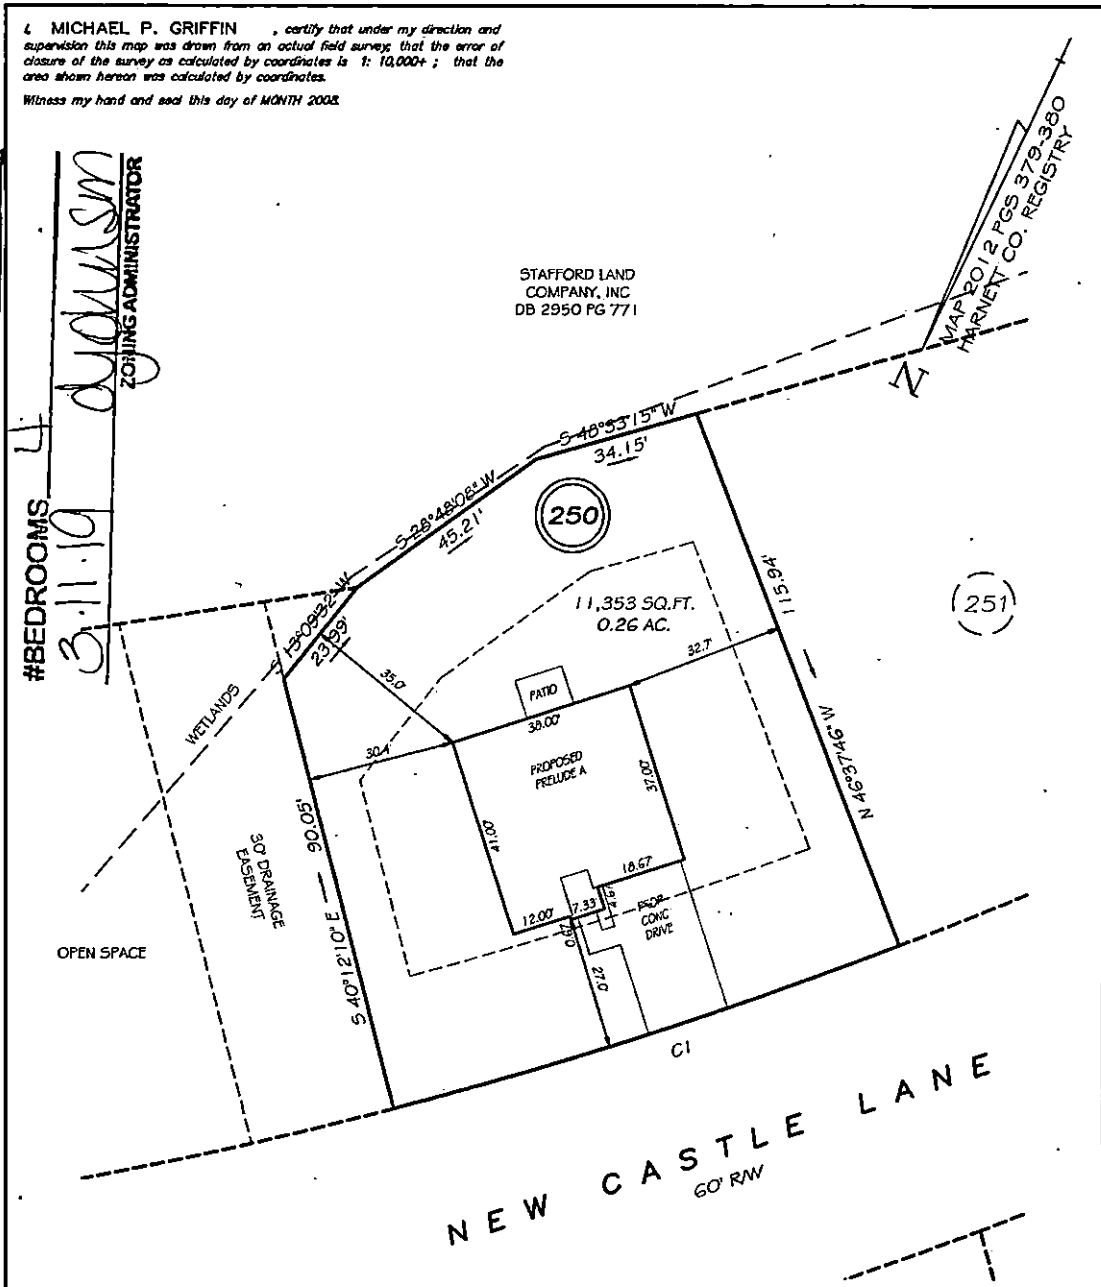 I, MICHAEL P. GRIFFIN , certify that under my direction and
supervision this map was drawn from an actual field survey, that the error of
closure of the survey as calculated by coordinates is 1: 10,000+ ; that the
area shown hereon was calculated by coordinates.
Witness my hand and seal this day of MONTH 2008.
#BEDROOMS 4
3.11.19
ZONING ADMINISTRATOR
STAFFORD LAND
COMPANY, INC
DB 2950 PG 771
MAP 2012 PGS 379-380
HARNETT CO. REGISTRY
N
S 48°53'15" W
34.15'
S 28°48'08" W
45.21'
S 13°09'32" W
23.99'
250
11,353 SQ.FT.
0.26 AC.
115.94'
N 46°37'46" W
251
32.7'
35.0'
PATIO
38.00'
30.4'
PROPOSED
PRELUDE A
37.00'
41.00'
WETLANDS
30' DRAINAGE
EASEMENT
S 40°12'10" E
90.05'
18.67'
12.00'
7.33'
4.67'
0.67'
27.0'
PROP
CONC
DRIVE
OPEN SPACE
C1
NEW CASTLE LANE
60' R/W